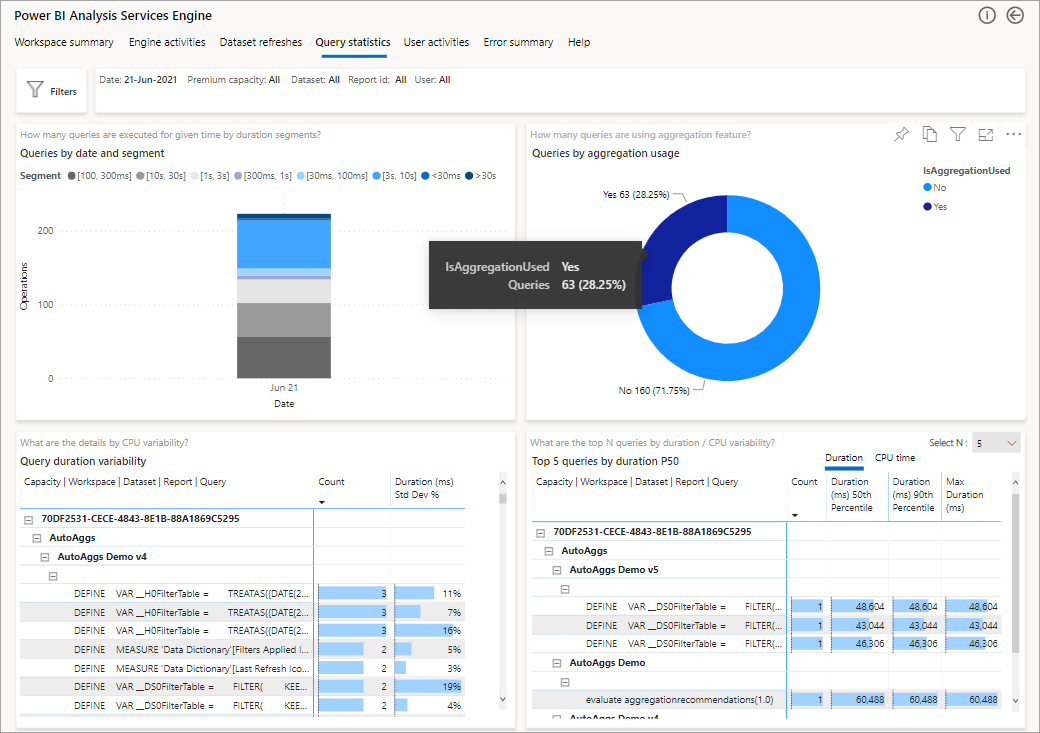 Power BI Analysis Services Engine
Workspace summary Engine activities Dataset refreshes Query statistics User activities Error summary Help
Filters
Date: 21-Jun-2021 Premium capacity: All Dataset: All Report id: All User: All
How many queries are executed for given time by duration segments?
Queries by date and segment
Segment [100, 300ms] [10s, 30s] [1s, 3s] [300ms, 1s] [30ms, 100ms] [3s, 10s] <30ms >30s
200
100
0
Operations
Jun 21
Date
How many queries are using aggregation feature?
Queries by aggregation usage
IsAggregationUsed
No
Yes
Yes 63 (28.25%)
IsAggregationUsed Yes
Queries 63 (28.25%)
No 160 (71.75%)
What are the details by CPU variability?
Query duration variability
Capacity | Workspace | Dataset | Report | Query Count Duration (ms) Std Dev %
70DF2531-CECE-4843-8E1B-88A1869C5295
AutoAggs
AutoAggs Demo v4
DEFINE VAR __H0FilterTable = TREATAS({DATE(2... 3 11%
DEFINE VAR __H0FilterTable = TREATAS({DATE(2... 3 7%
DEFINE VAR __H0FilterTable = TREATAS({DATE(2... 3 16%
DEFINE MEASURE 'Data Dictionary'[Filters Applied I... 2 5%
DEFINE MEASURE 'Data Dictionary'[Last Refresh Ico... 2 3%
DEFINE VAR __DS0FilterTable = FILTER( KEE... 2 19%
DEFINE VAR __DS0FilterTable = FILTER( KEE... 2 4%
What are the top N queries by duration / CPU variability?
Select N : 5
Top 5 queries by duration P50
Duration CPU time
Capacity | Workspace | Dataset | Report | Query Count Duration (ms) 50th Percentile Duration (ms) 90th Percentile Max Duration (ms)
70DF2531-CECE-4843-8E1B-88A1869C5295
AutoAggs
AutoAggs Demo v5
DEFINE VAR __DS0FilterTable = FILTER(... 1 48,604 48,604 48,604
DEFINE VAR __DS0FilterTable = FILTER(... 1 43,044 43,044 43,044
DEFINE VAR __DS0FilterTable = FILTER(... 1 46,306 46,306 46,306
AutoAggs Demo
evaluate aggregationrecommendations(1.0) 1 60,488 60,488 60,488
AutoAggs Demo v4